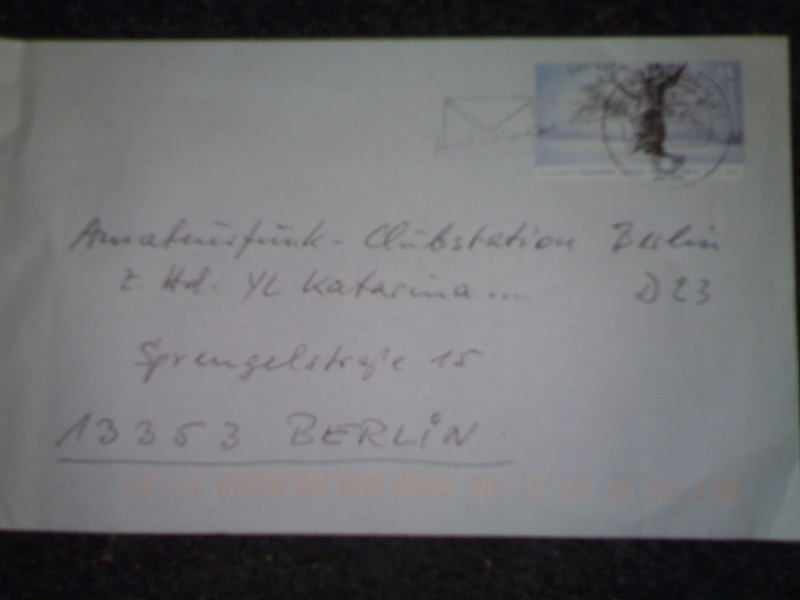 Amateurfunk-Clubstation Berlin
z. Hd. YL Katarina... D23
Sprengelstraße 15
13353 BERLIN